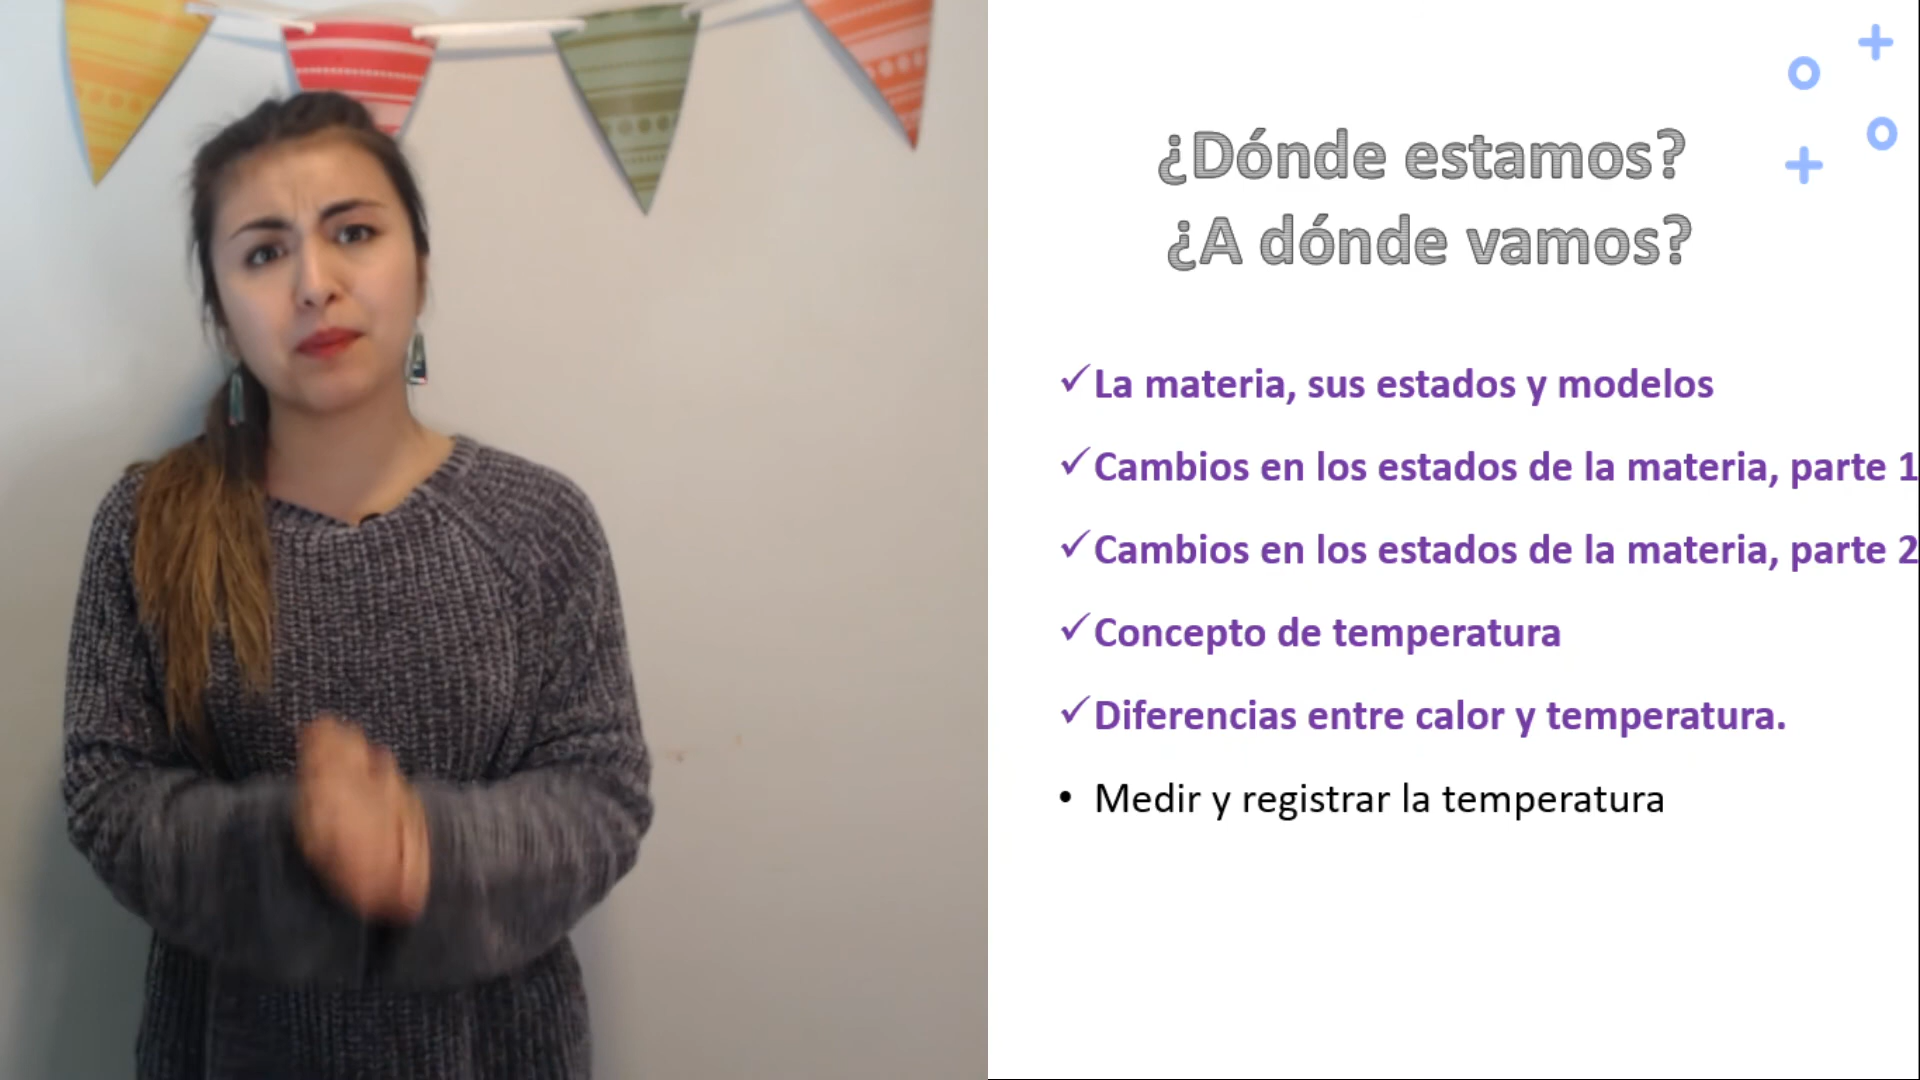 ¿Dónde estamos?
¿A dónde vamos?
✓La materia, sus estados y modelos
✓Cambios en los estados de la materia, parte 1
✓Cambios en los estados de la materia, parte 2
✓Concepto de temperatura
✓Diferencias entre calor y temperatura.
• Medir y registrar la temperatura